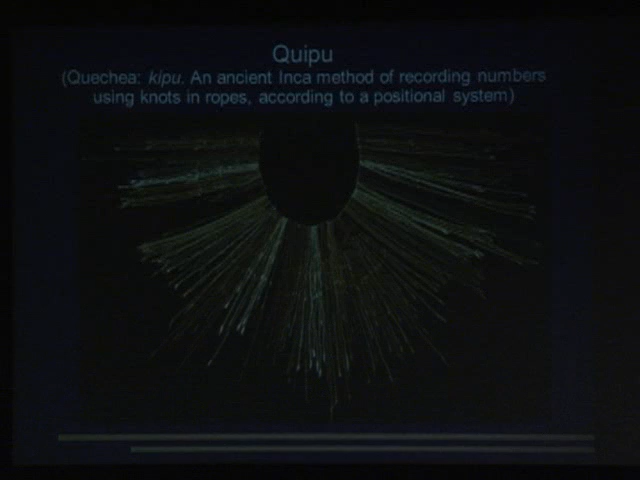 Quipu
(Quechea: kipu. An ancient Inca method of recording numbers
using knots in ropes, according to a positional system)